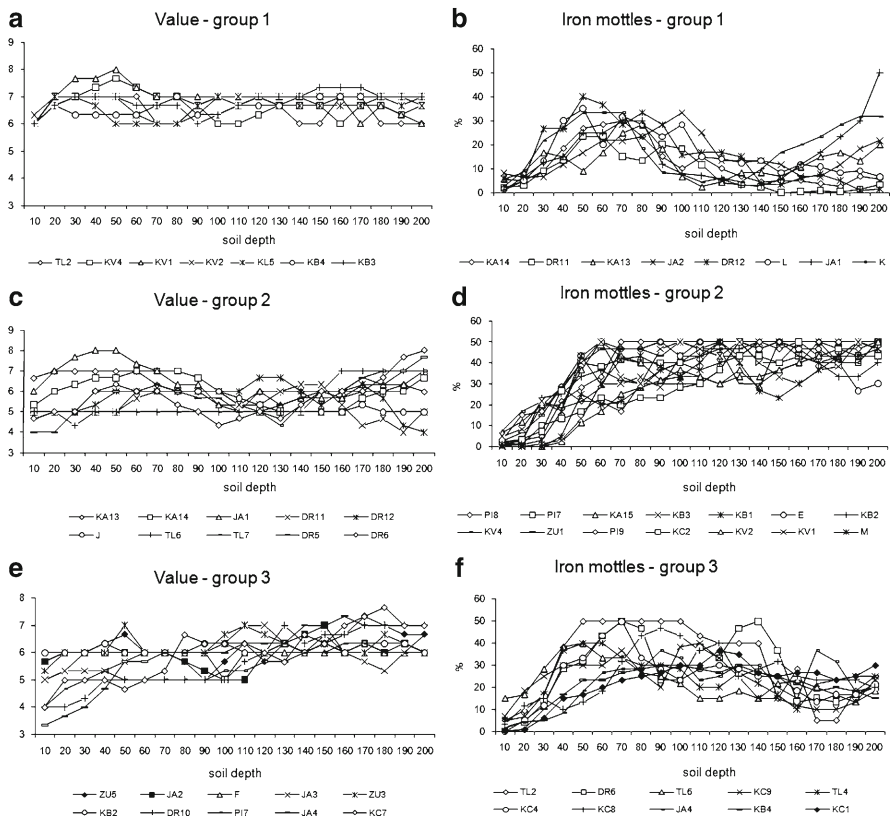 a Value - group 1
9
8
7
6
5
4
3
10 20 30 40 50 60 70 80 90 100 110 120 130 140 150 160 170 180 190 200
soil depth
TL2 KV4 KV1 KV2 KL5 KB4 KB3
b Iron mottles - group 1
%
60
50
40
30
20
10
0
10 20 30 40 50 60 70 80 90 100 110 120 130 140 150 160 170 180 190 200
soil depth
KA14 DR11 KA13 JA2 DR12 L JA1 K
c Value - group 2
9
8
7
6
5
4
3
10 20 30 40 50 60 70 80 90 100 110 120 130 140 150 160 170 180 190 200
soil depth
KA13 KA14 JA1 DR11 DR12
J TL6 TL7 DR5 DR6
d Iron mottles - group 2
%
60
50
40
30
20
10
0
10 20 30 40 50 60 70 80 90 100 110 120 130 140 150 160 170 180 190 200
soil depth
PI8 PI7 KA15 KB3 KB1 E KB2
KV4 ZU1 PI9 KC2 KV2 KV1 M
e Value - group 3
8
7
6
5
4
3
10 20 30 40 50 60 70 80 90 100 110 120 130 140 150 160 170 180 190 200
soil depth
ZU5 JA2 F JA3 ZU3
KB2 DR10 PI7 JA4 KC7
f Iron mottles - group 3
%
60
50
40
30
20
10
0
10 20 30 40 50 60 70 80 90 100 110 120 130 140 150 160 170 180 190 200
soil depth
TL2 DR6 TL6 KC9 TL4
KC4 KC8 JA4 KB4 KC1